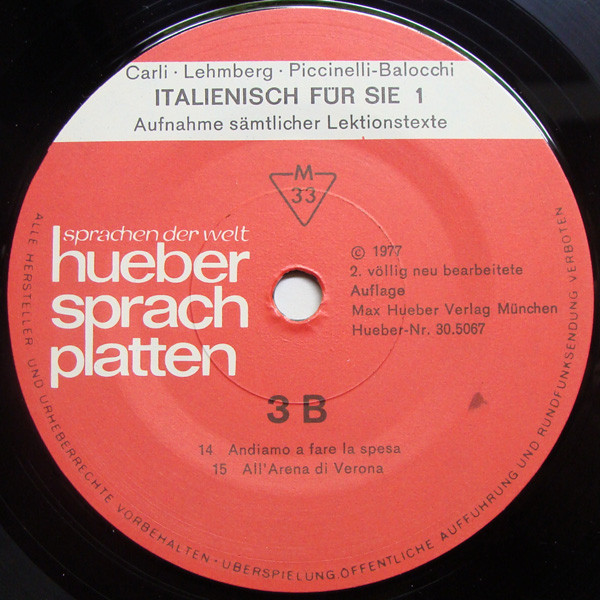 Carli · Lehmberg · Piccinelli-Balocchi
ITALIENISCH FÜR SIE 1
Aufnahme sämtlicher Lektionstexte
M
33
sprachen der welt
hueber
sprach
platten
© 1977
2. völlig neu bearbeitete
Auflage
Max Hueber Verlag München
Hueber-Nr. 30.5067
3 B
14 Andiamo a fare la spesa
15 All'Arena di Verona
ALLE HERSTELLER UND URHEBERRECHTE VORBEHALTEN · ÜBERSPIELUNG, ÖFFENTLICHE AUFFÜHRUNG UND RUNDFUNKSENDUNG VERBOTEN